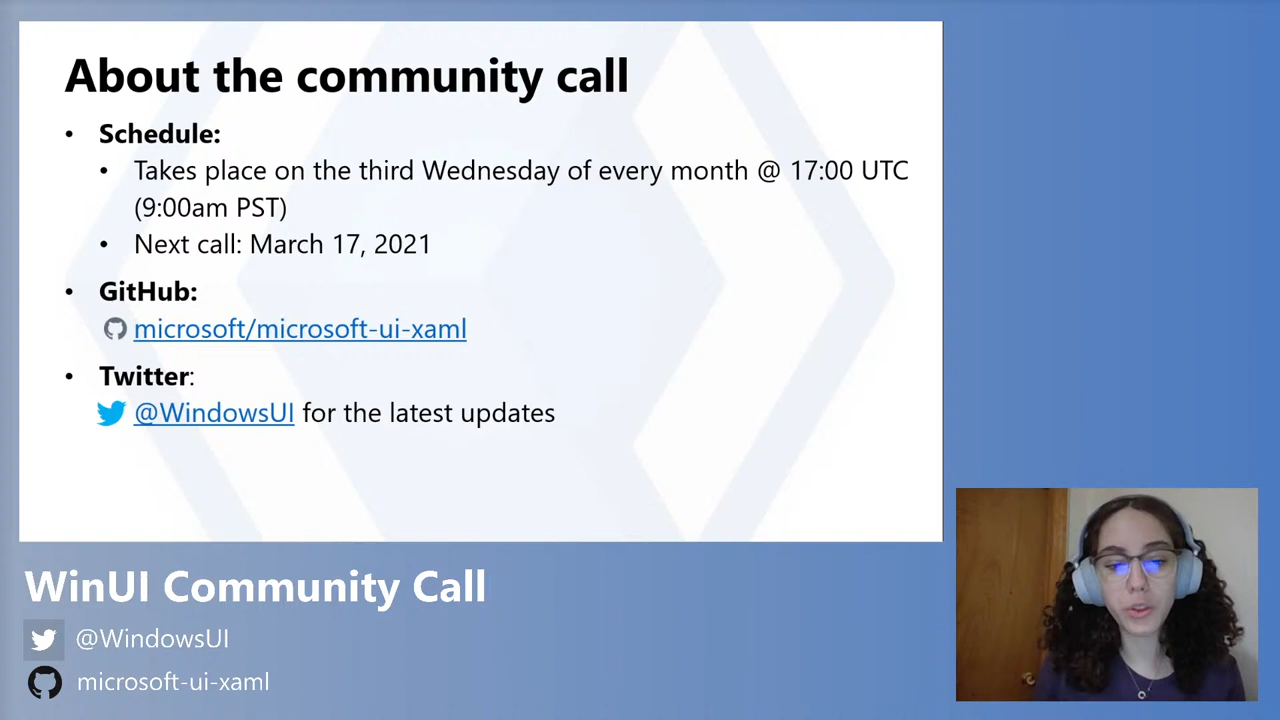 About the community call
• Schedule:
• Takes place on the third Wednesday of every month @ 17:00 UTC
(9:00am PST)
• Next call: March 17, 2021
• GitHub:
microsoft/microsoft-ui-xaml
• Twitter:
@WindowsUI for the latest updates
WinUI Community Call
@WindowsUI
microsoft-ui-xaml